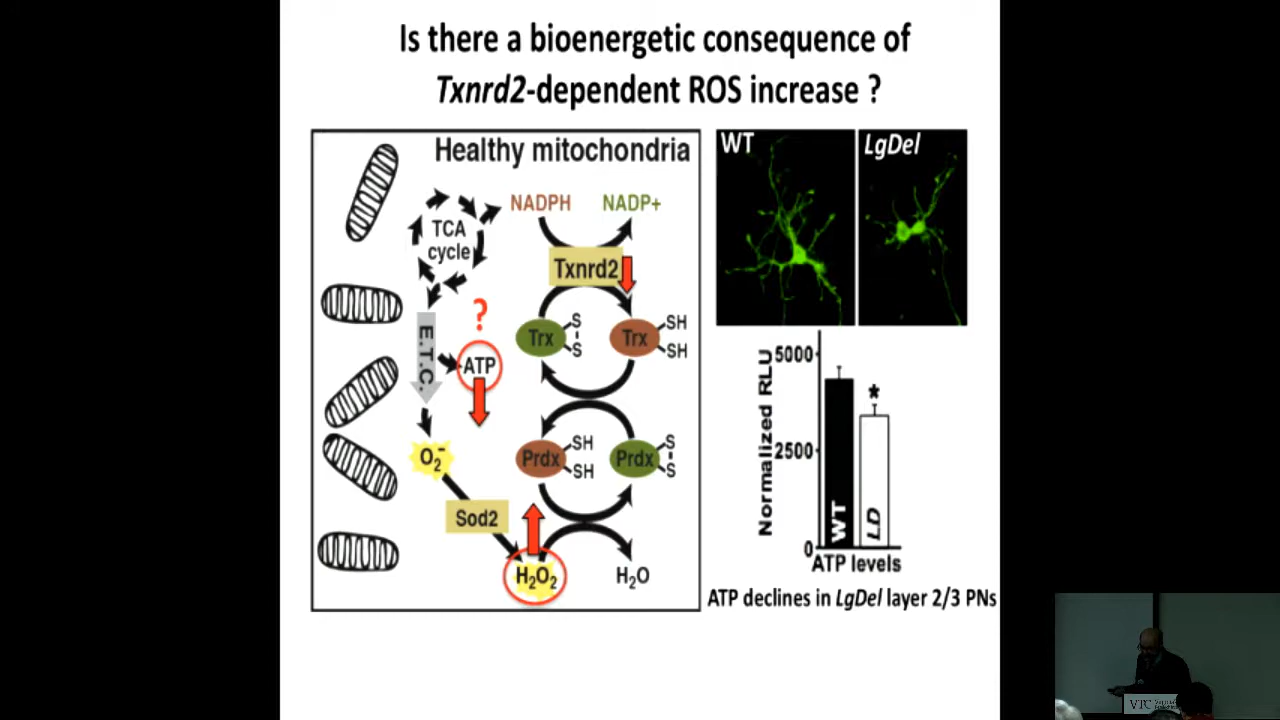 Is there a bioenergetic consequence of
Txnrd2-dependent ROS increase ?
Healthy mitochondria
NADPH
NADP+
TCA
cycle
Txnrd2
?
E.T.C.
ATP
Trx
S
S
Trx
SH
SH
O2-
Prdx
SH
SH
Prdx
S
S
Sod2
H2O2
H2O
WT
LgDel
Normalized RLU
5000
2500
0
*
WT
LD
ATP levels
ATP declines in LgDel layer 2/3 PNs
VTC